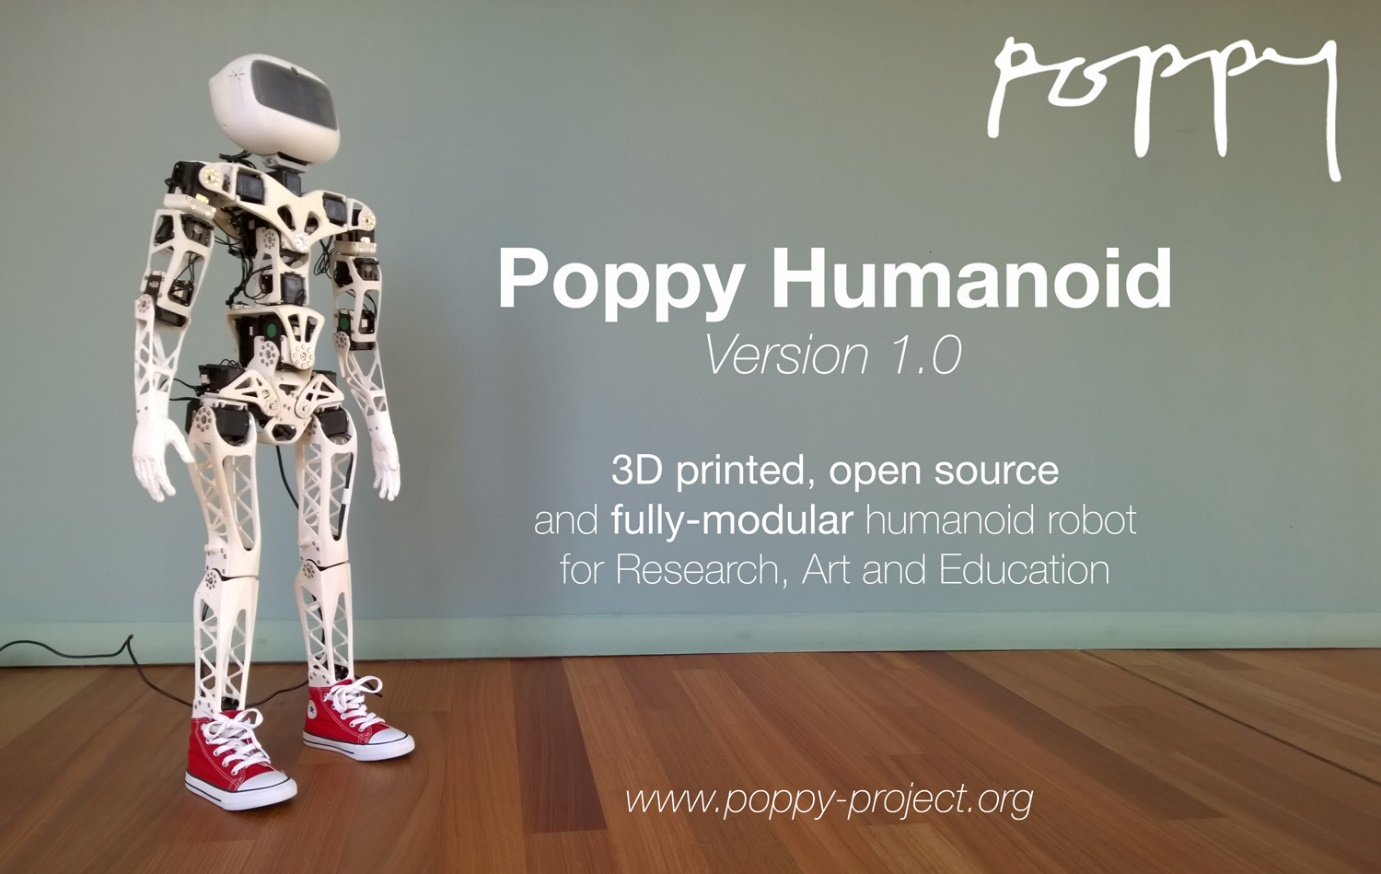 poppy
Poppy Humanoid
Version 1.0
3D printed, open source
and fully-modular humanoid robot
for Research, Art and Education
www.poppy-project.org